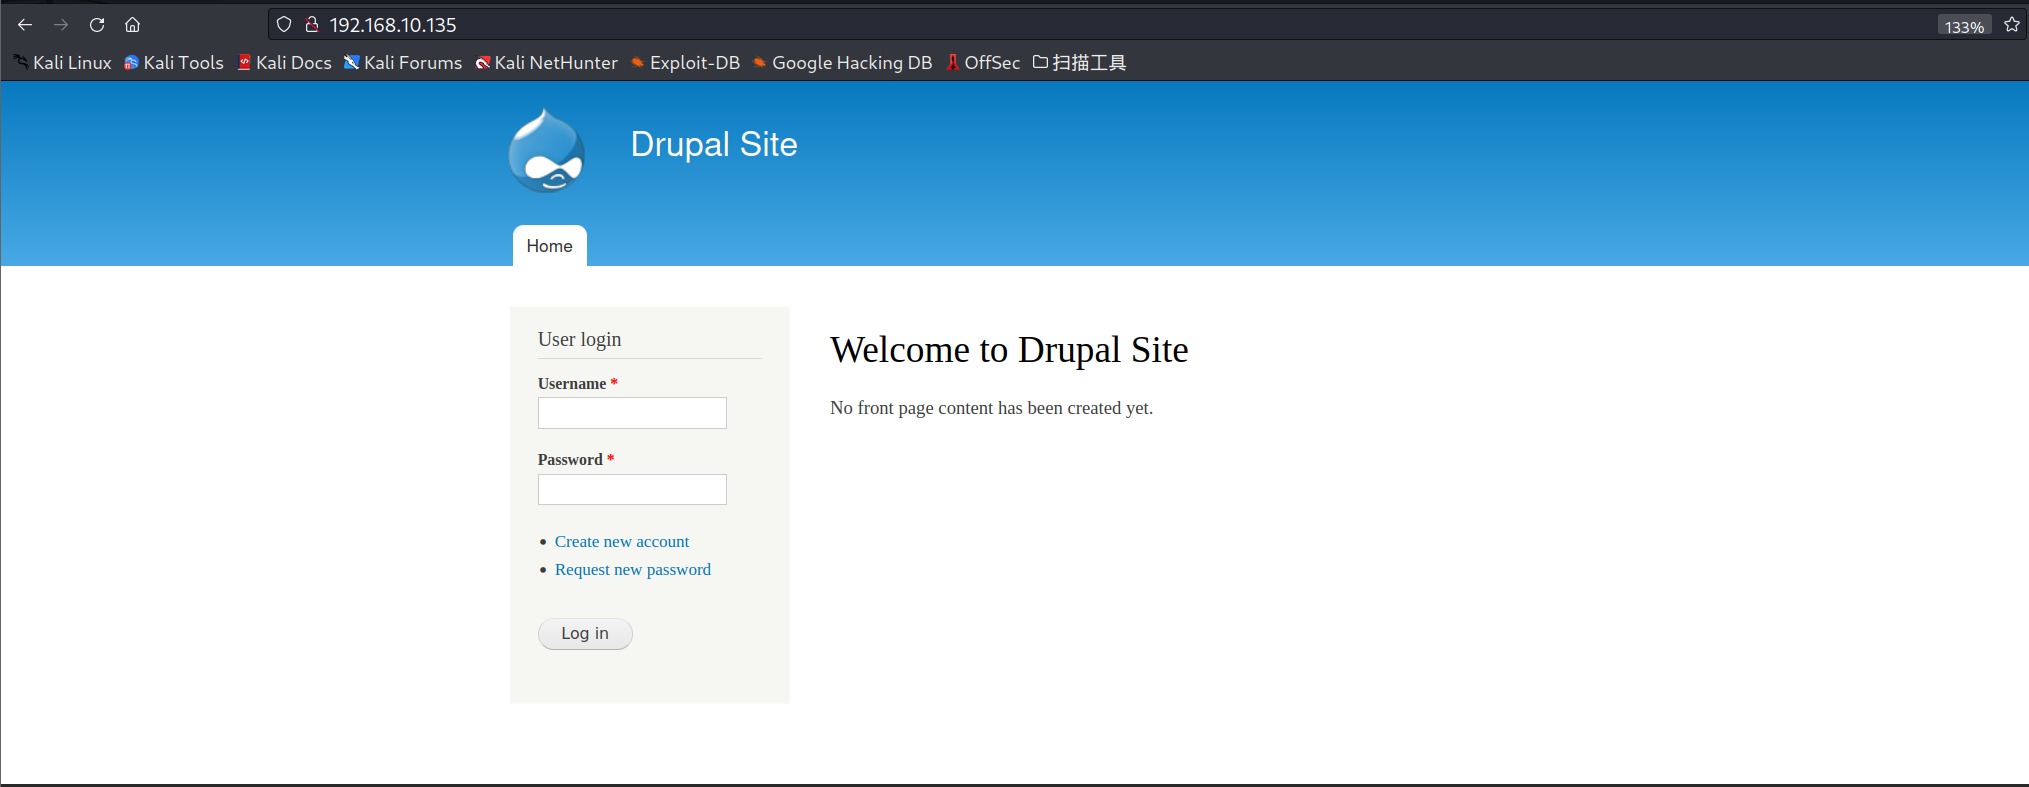 192.168.10.135
133%
Kali Linux Kali Tools Kali Docs Kali Forums Kali NetHunter Exploit-DB Google Hacking DB OffSec 扫描工具
Drupal Site
Home
User login
Username *
Password *
Create new account
Request new password
Log in
Welcome to Drupal Site
No front page content has been created yet.